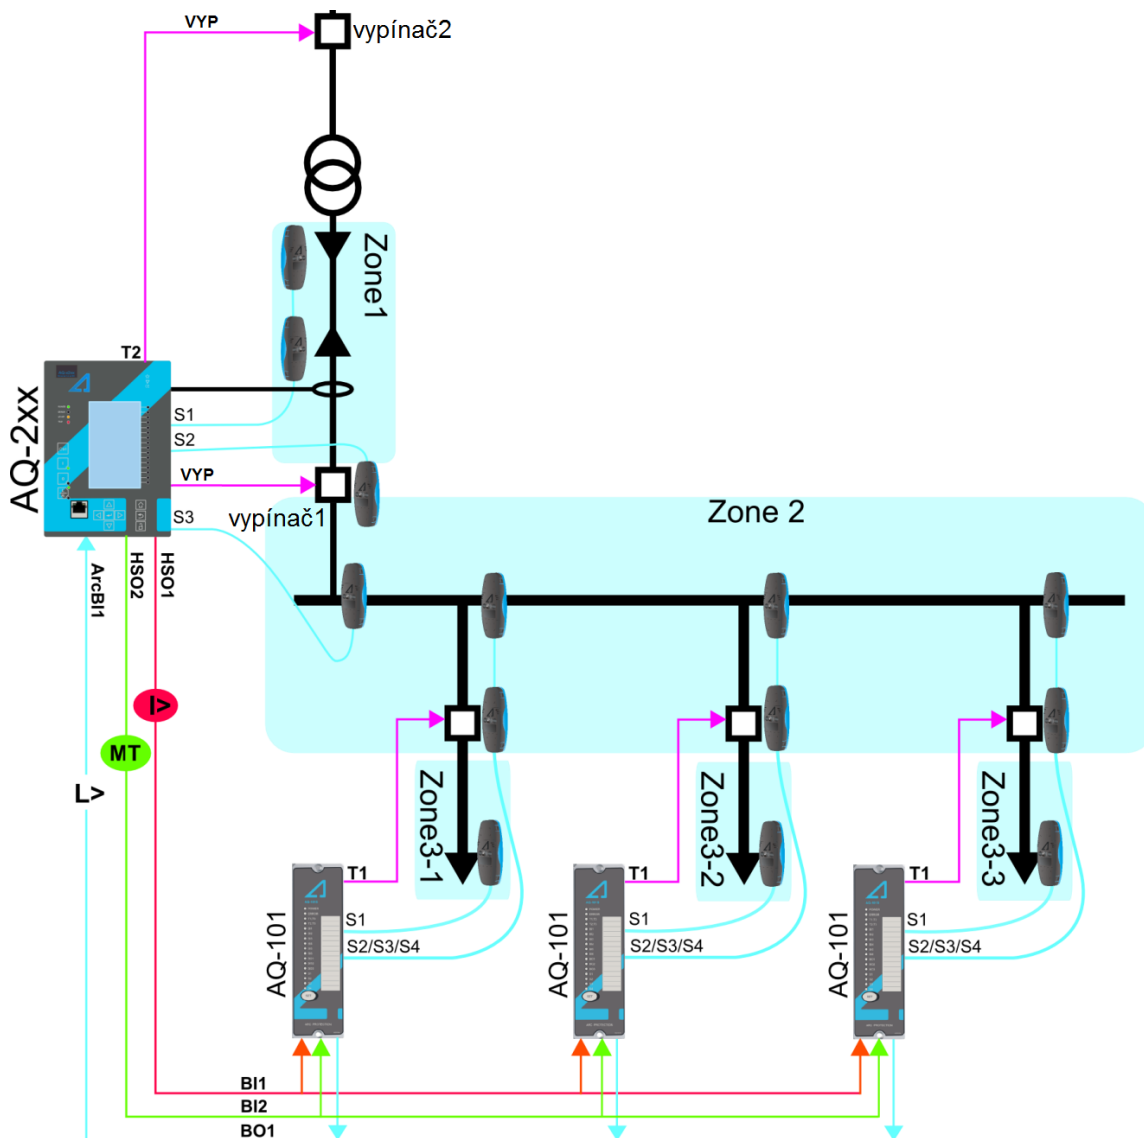 VYP
vypínač2
Zone1
T2
AQ-2xx
S1
S2
VYP
vypínač1
S3
Zone 2
ArcBI1
HSO2
HSO1
I>
MT
L>
Zone3-1
Zone3-2
Zone3-3
T1
T1
T1
S1
S1
S1
S2/S3/S4
S2/S3/S4
S2/S3/S4
AQ-101
AQ-101
AQ-101
BI1
BI2
BO1